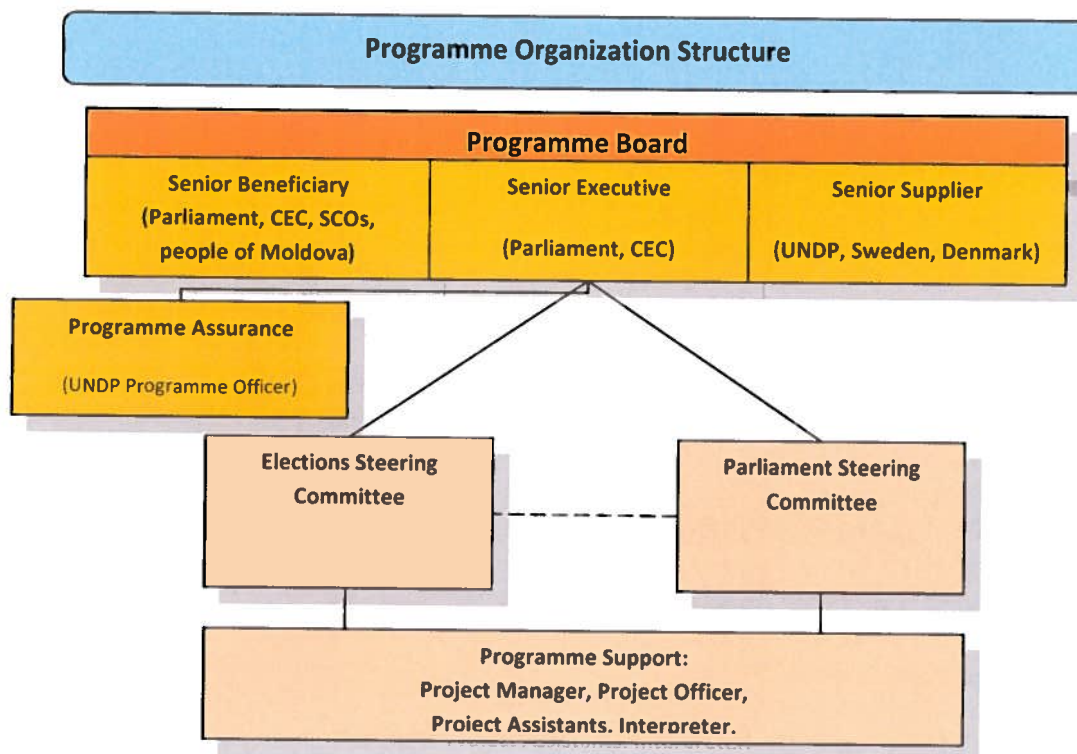 Programme Organization Structure
Programme Board
Senior Beneficiary
(Parliament, CEC, SCOs,
people of Moldova)
Senior Executive
(Parliament, CEC)
Senior Supplier
(UNDP, Sweden, Denmark)
Programme Assurance
(UNDP Programme Officer)
Elections Steering
Committee
Parliament Steering
Committee
Programme Support:
Project Manager, Project Officer,
Project Assistants, Interpreter.